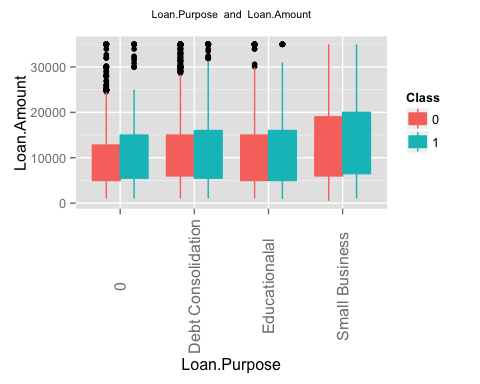 Loan.Purpose and Loan.Amount
Loan.Amount
30000
20000
10000
0
Class
0
1
0
Debt Consolidation
Educationalal
Small Business
Loan.Purpose